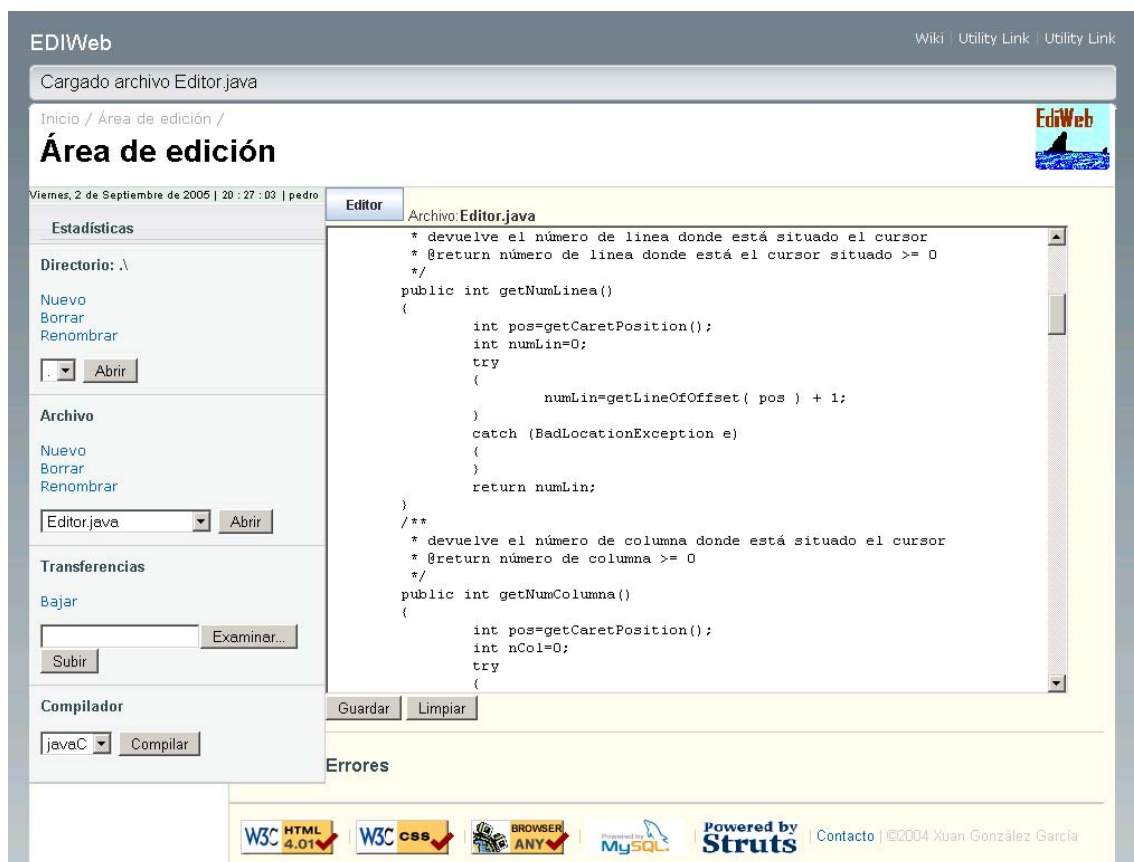 EDIWeb
Wiki | Utility Link | Utility Link
Cargado archivo Editor.java
Inicio / Área de edición /
Área de edición
EdiWeb
Viernes, 2 de Septiembre de 2005 | 20 : 27 : 03 | pedro
Estadísticas
Directorio: .\
Nuevo
Borrar
Renombrar
. Abrir
Archivo
Nuevo
Borrar
Renombrar
Editor.java Abrir
Transferencias
Bajar
Examinar...
Subir
Compilador
javaC Compilar
Editor
Archivo:Editor.java
* devuelve el número de linea donde está situado el cursor
* @return número de linea donde está el cursor situado >= 0
*/
public int getNumLinea()
{
int pos=getCaretPosition();
int numLin=0;
try
{
numLin=getLineOfOffset( pos ) + 1;
}
catch (BadLocationException e)
{
}
return numLin;
}
/**
* devuelve el número de columna donde está situado el cursor
* @return número de columna >= 0
*/
public int getNumColumna()
{
int pos=getCaretPosition();
int nCol=0;
try
{
Guardar Limpiar
Errores
W3C HTML 4.01
W3C css
BROWSER ANY
Powered by MySQL
Powered by Struts
Contacto | ©2004 Xuan González García